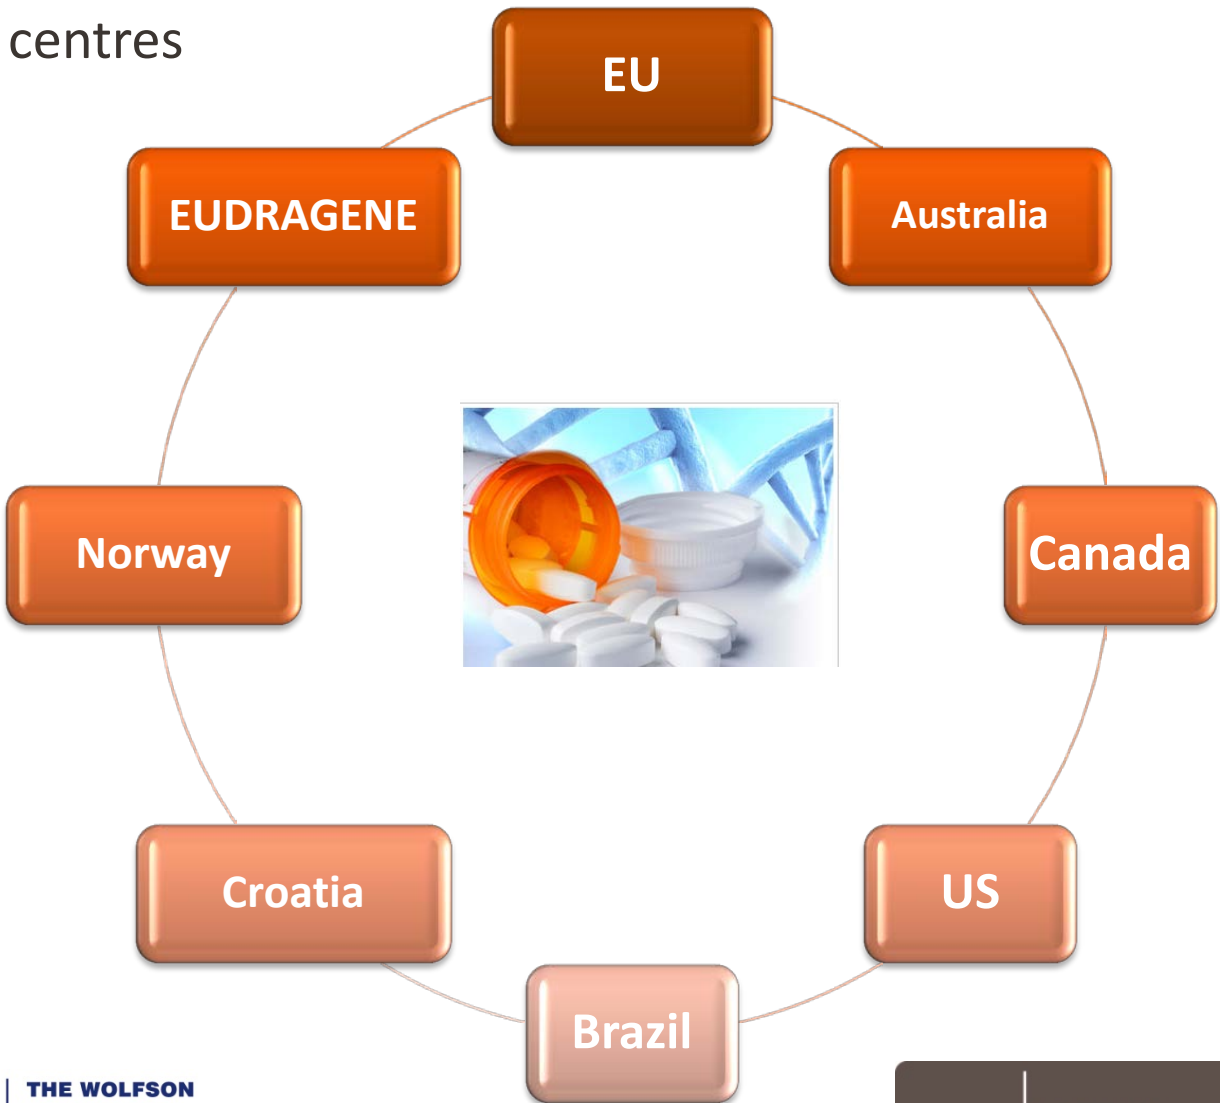 centres
EU
EUDRAGENE
Australia
Norway
Canada
Croatia
US
Brazil
THE WOLFSON